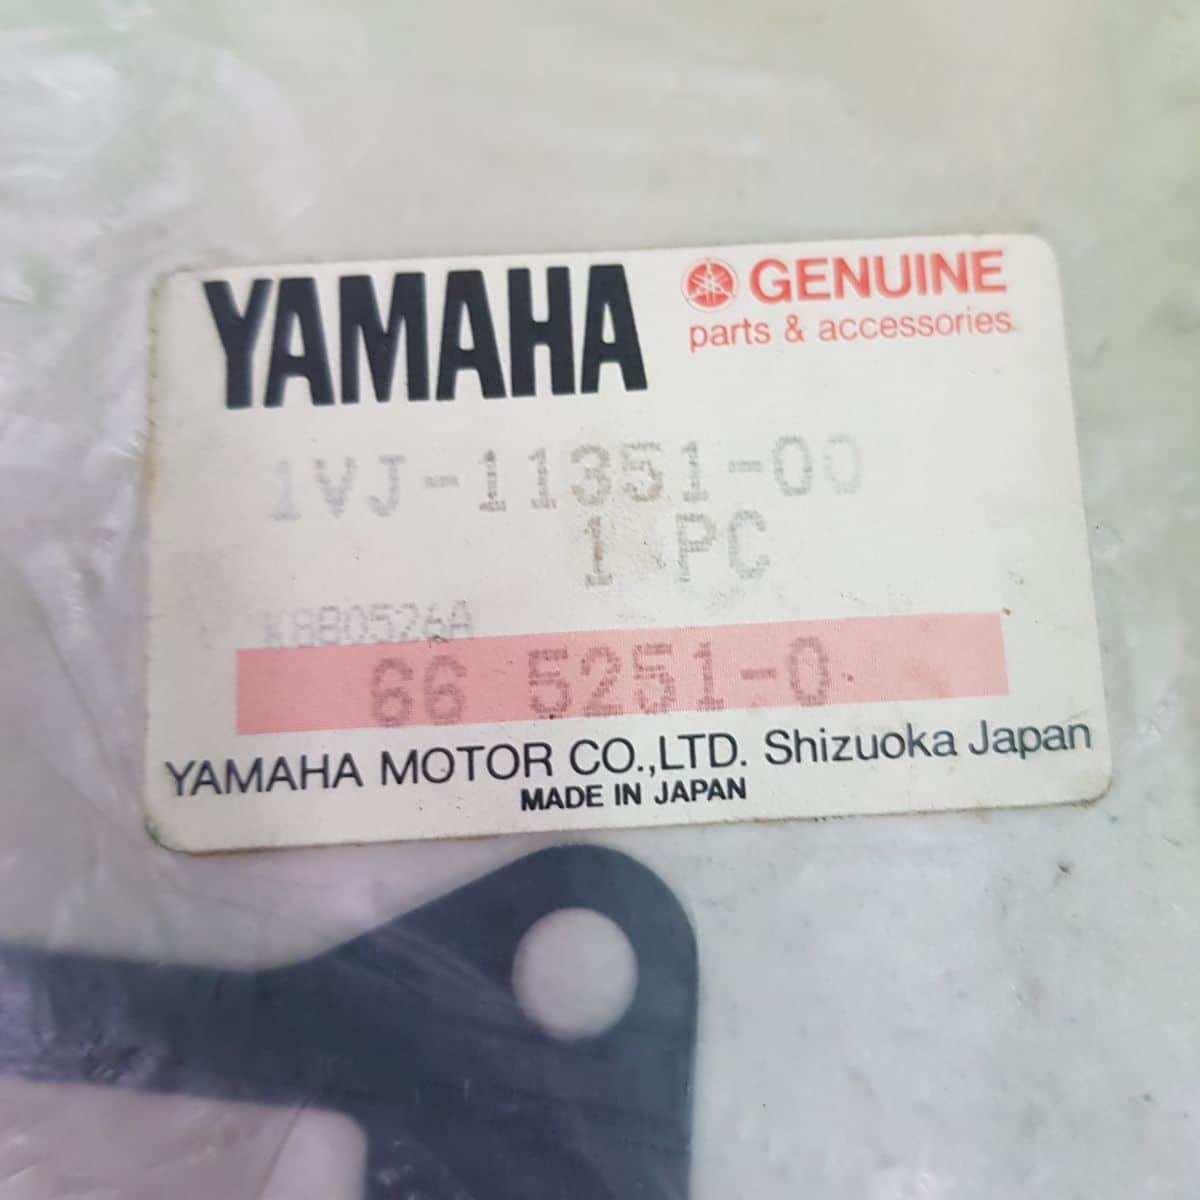 YAMAHA
GENUINE
parts & accessories
1VJ-11351-00
1 PC
K880526A
66 5251-0
YAMAHA MOTOR CO.,LTD. Shizuoka Japan
MADE IN JAPAN